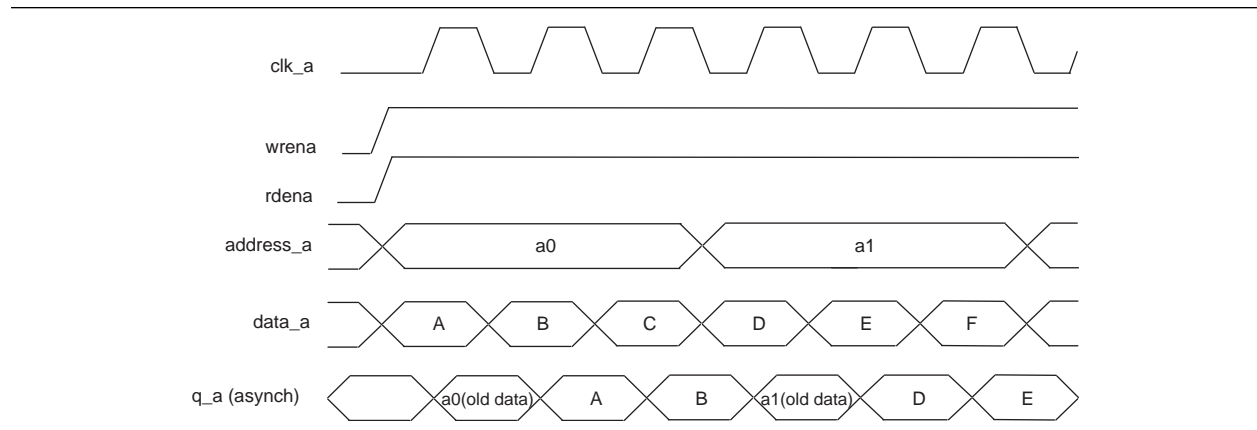 clk_a
wrena
rdena
address_a a0 a1
data_a A B C D E F
q_a (asynch) a0(old data) A B a1(old data) D E